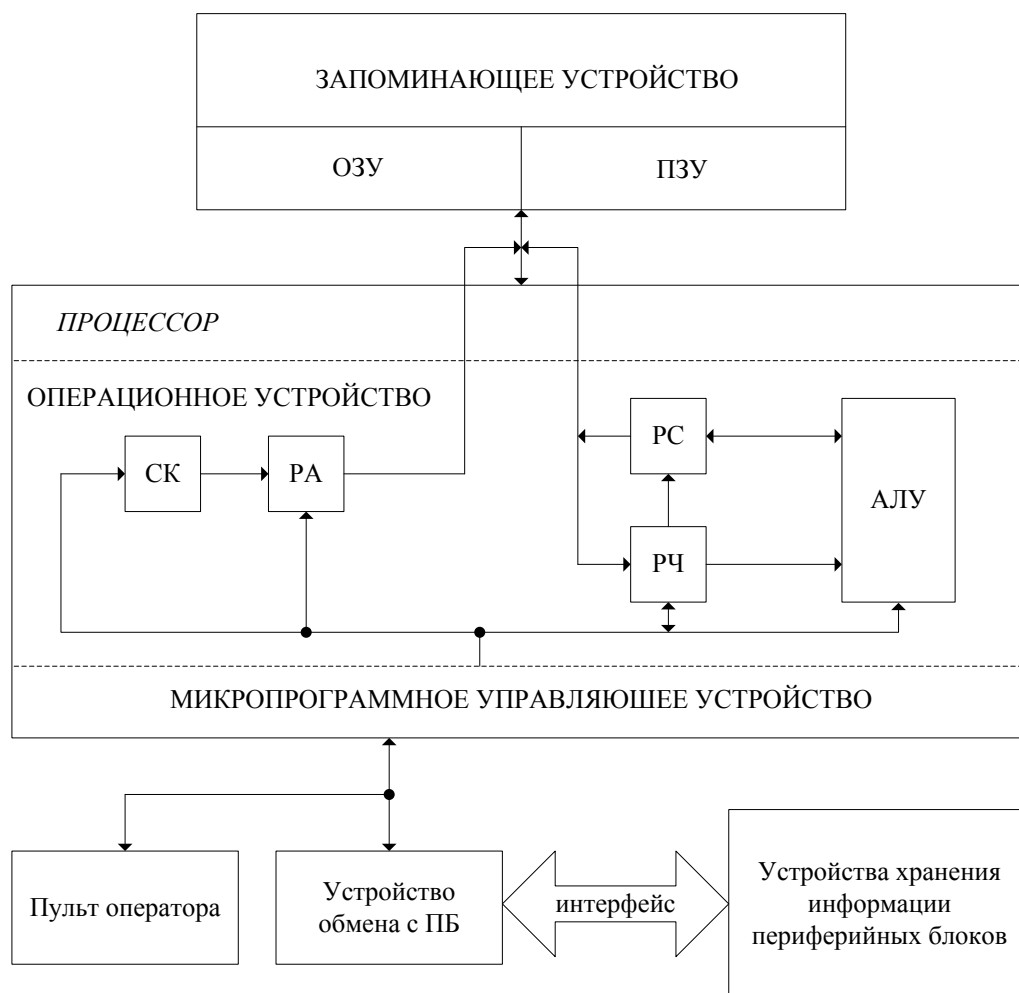 ЗАПОМИНАЮЩЕЕ УСТРОЙСТВО
ОЗУ
ПЗУ
ПРОЦЕССОР
ОПЕРАЦИОННОЕ УСТРОЙСТВО
СК
РА
РС
РЧ
АЛУ
МИКРОПРОГРАММНОЕ УПРАВЛЯЮШЕЕ УСТРОЙСТВО
Пульт оператора
Устройство
обмена с ПБ
интерфейс
Устройства хранения
информации
периферийных блоков